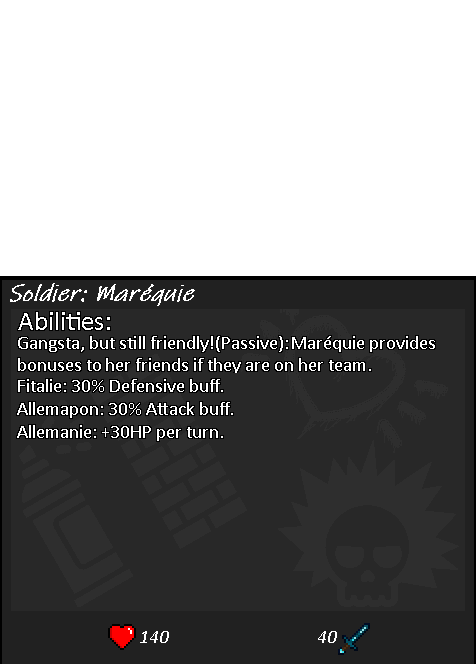 Soldier: Maréquie
Abilities:
Gangsta, but still friendly!(Passive):Maréquie provides
bonuses to her friends if they are on her team.
Fitalie: 30% Defensive buff.
Allemapon: 30% Attack buff.
Allemanie: +30HP per turn.
140
40